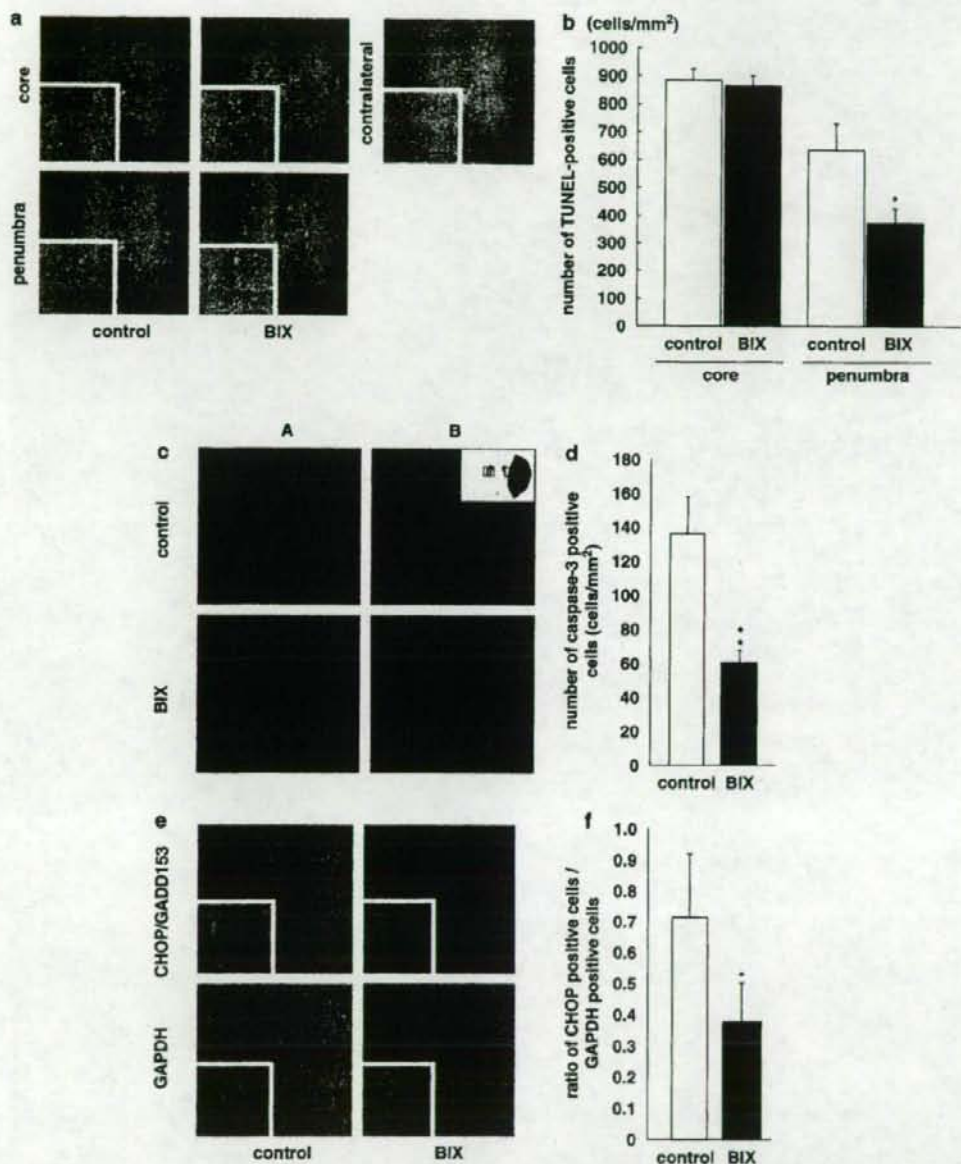 a
core
penumbra
control
BIX
contralateral
b (cells/mm²)
number of TUNEL-positive cells
1000
900
800
700
600
500
400
300
200
100
0
*
control BIX control BIX
core penumbra
c
A
B
control
BIX
d
number of caspase-3 positive
cells (cells/mm²)
180
160
140
120
100
80
60
40
20
0
*
*
control BIX
e
CHOP/GADD153
GAPDH
control
BIX
f
ratio of CHOP positive cells /
GAPDH positive cells
1.0
0.9
0.8
0.7
0.6
0.5
0.4
0.3
0.2
0.1
0
*
control BIX